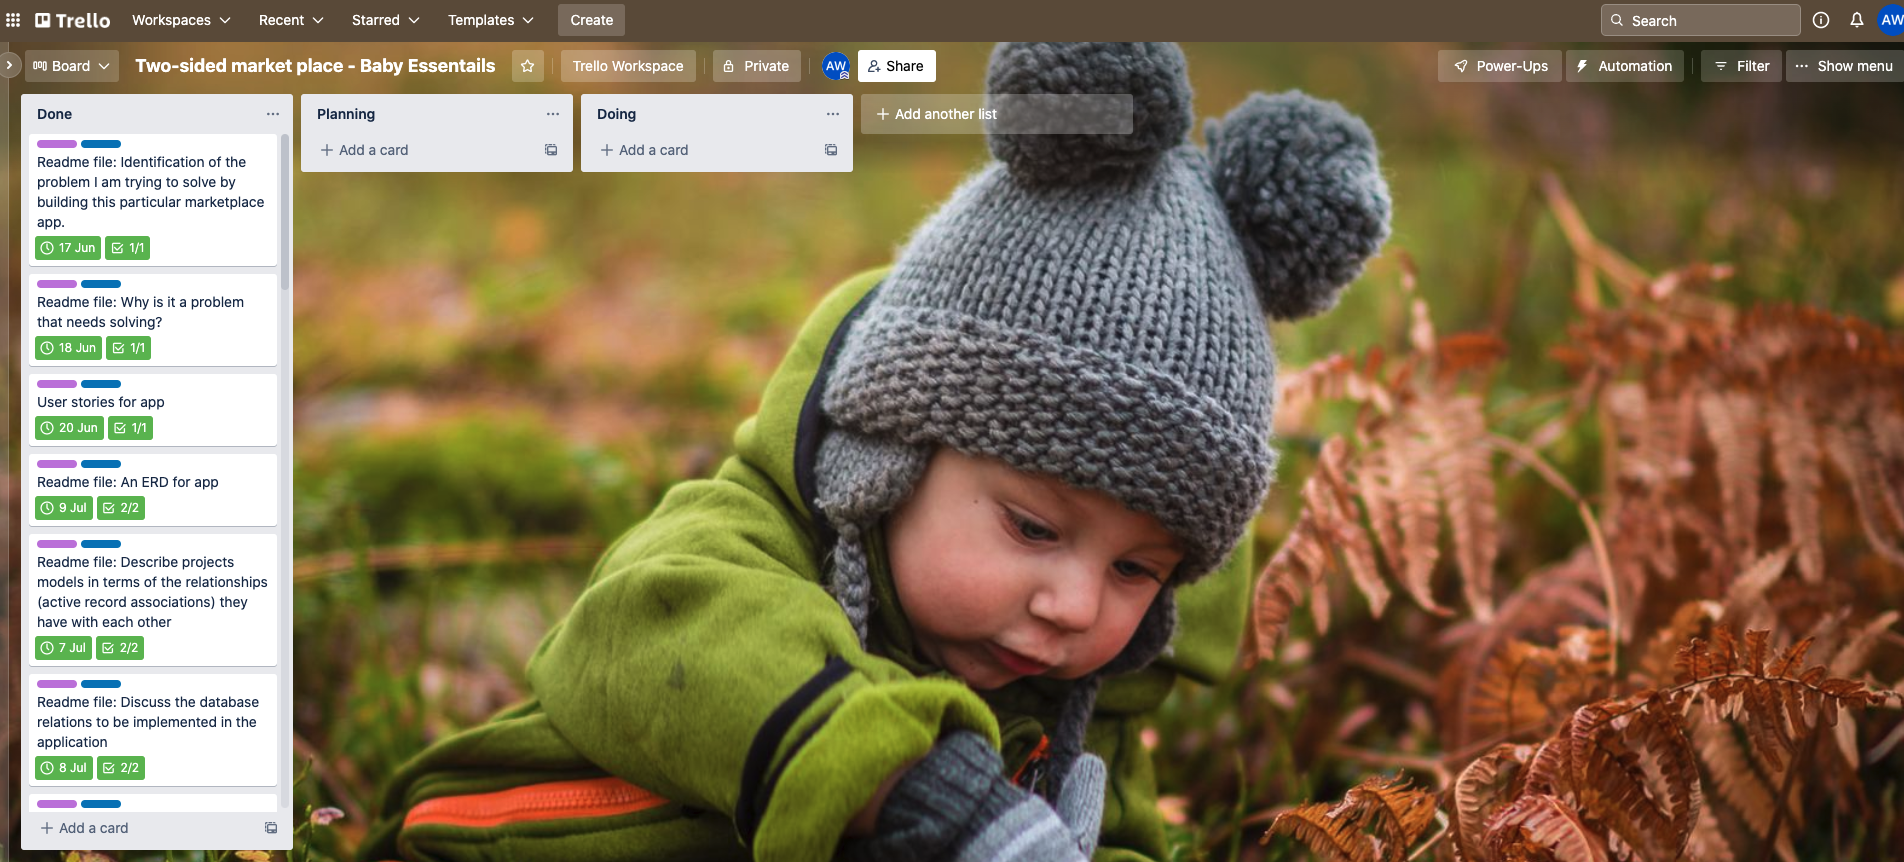 Trello Workspaces Recent Starred Templates Create Search AW
Board Two-sided market place - Baby Essentails Trello Workspace Private AW Share Power-Ups Automation Filter Show menu
Done
Readme file: Identification of the
problem I am trying to solve by
building this particular marketplace
app.
17 Jun 1/1
Readme file: Why is it a problem
that needs solving?
18 Jun 1/1
User stories for app
20 Jun 1/1
Readme file: An ERD for app
9 Jul 2/2
Readme file: Describe projects
models in terms of the relationships
(active record associations) they
have with each other
7 Jul 2/2
Readme file: Discuss the database
relations to be implemented in the
application
8 Jul 2/2
Add a card
Planning
Add a card
Doing
Add a card
Add another list